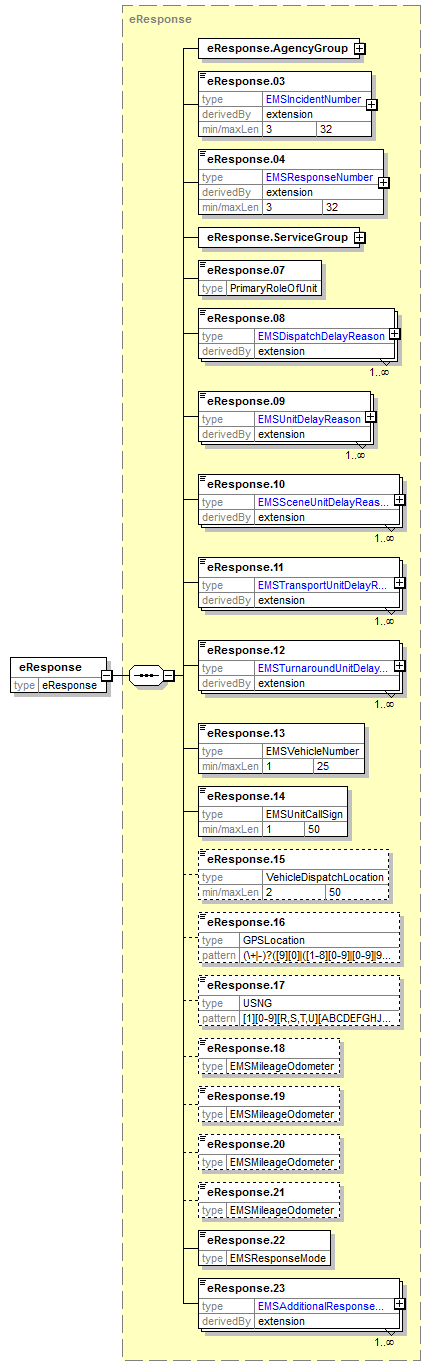 eResponse
eResponse.AgencyGroup
eResponse.03
type EMSIncidentNumber
derivedBy extension
min/maxLen 3 32
eResponse.04
type EMSResponseNumber
derivedBy extension
min/maxLen 3 32
eResponse.ServiceGroup
eResponse.07
type PrimaryRoleOfUnit
eResponse.08
type EMSDispatchDelayReason
derivedBy extension
1..∞
eResponse.09
type EMSUnitDelayReason
derivedBy extension
1..∞
eResponse.10
type EMSSceneUnitDelayReas...
derivedBy extension
1..∞
eResponse.11
type EMSTransportUnitDelayR...
derivedBy extension
1..∞
eResponse.12
type EMSTurnaroundUnitDelay...
derivedBy extension
1..∞
eResponse
type eResponse
eResponse.13
type EMSVehicleNumber
min/maxLen 1 25
eResponse.14
type EMSUnitCallSign
min/maxLen 1 50
eResponse.15
type VehicleDispatchLocation
min/maxLen 2 50
eResponse.16
type GPSLocation
pattern (\+|-)?([9][0]|([1-8][0-9]|[0-9]|9...
eResponse.17
type USNG
pattern [1][0-9][R,S,T,U][ABCDEFGHJ...
eResponse.18
type EMSMileageOdometer
eResponse.19
type EMSMileageOdometer
eResponse.20
type EMSMileageOdometer
eResponse.21
type EMSMileageOdometer
eResponse.22
type EMSResponseMode
eResponse.23
type EMSAdditionalResponse...
derivedBy extension
1..∞